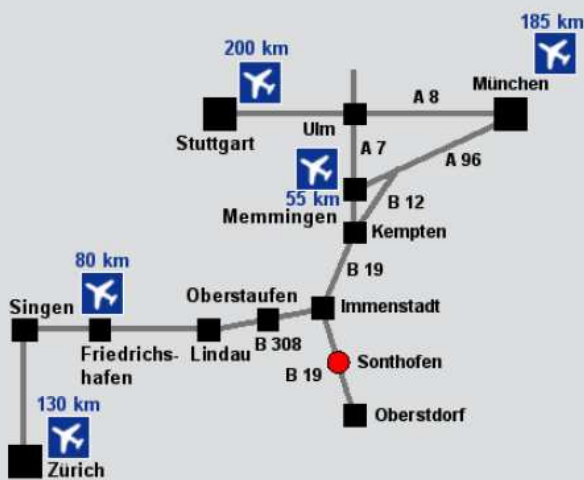 185 km
200 km
München
A 8
Ulm
Stuttgart
A 7
A 96
55 km
B 12
Memmingen
Kempten
80 km
B 19
Oberstaufen
Singen
Immenstadt
Friedrichs-
hafen
Lindau
B 308
Sonthofen
B 19
130 km
Oberstdorf
Zürich